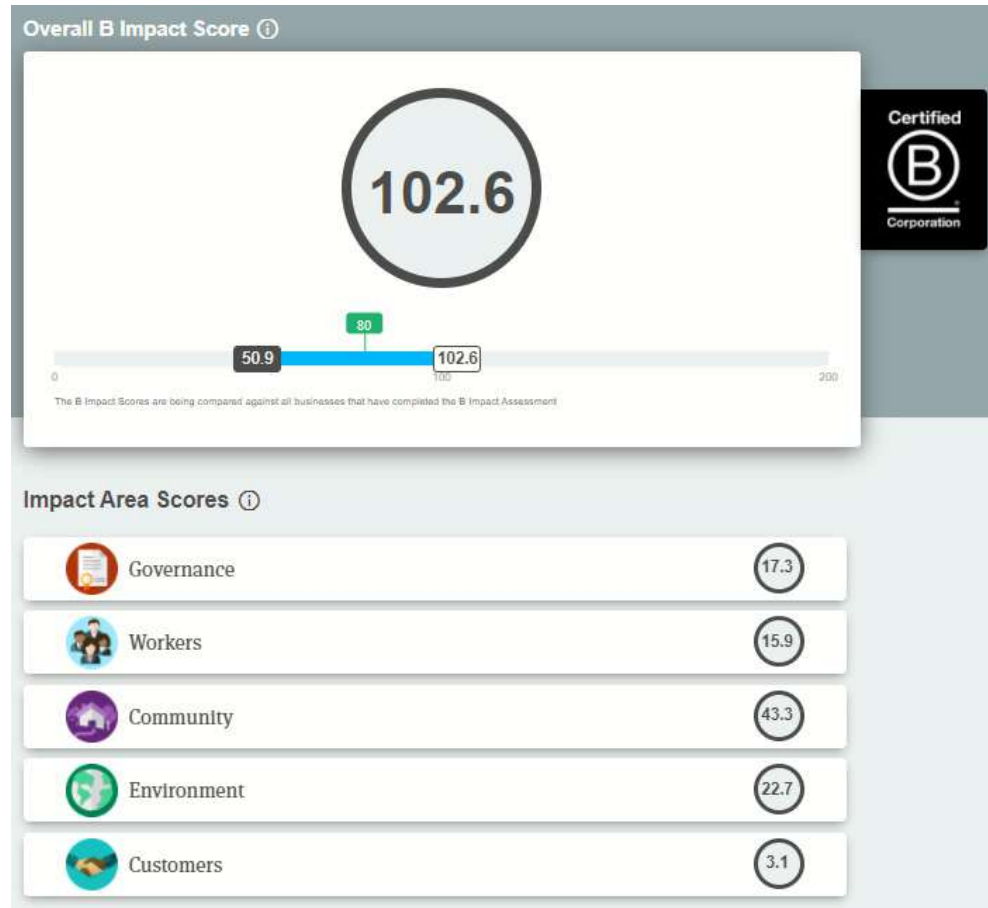 Overall B Impact Score
102.6
Certified
B
Corporation
80
50.9
102.6
0
100
200
The B Impact Scores are being compared against all businesses that have completed the B Impact Assessment
Impact Area Scores
Governance 17.3
Workers 15.9
Community 43.3
Environment 22.7
Customers 3.1